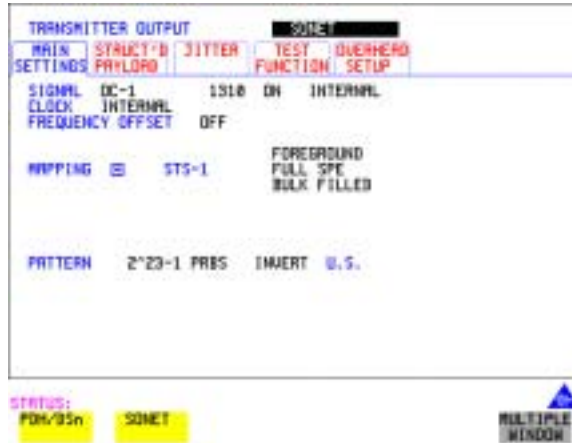 TRANSMITTER OUTPUT SONET
MAIN SETTINGS STRUCT'D PAYLOAD JITTER TEST FUNCTION OVERHEAD SETUP
SIGNAL OC-1 1310 ON INTERNAL
CLOCK INTERNAL
FREQUENCY OFFSET OFF
FOREGROUND
MAPPING STS-1 FULL SPE
BULK FILLED
PATTERN 2^23-1 PRBS INVERT U.S.
STATUS:
PDH/DSn SONET MULTIPLE WINDOW